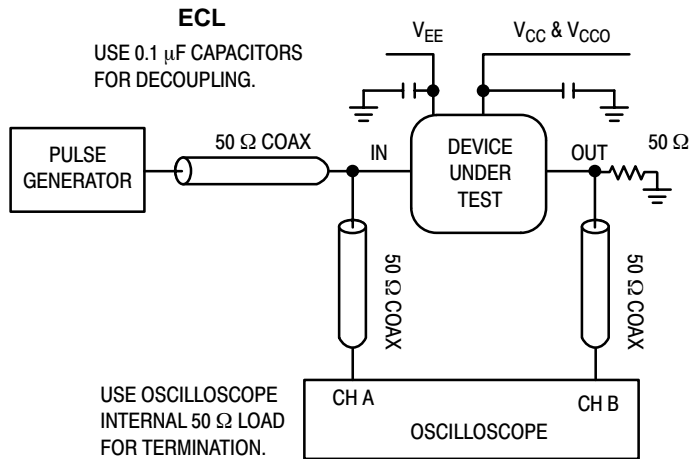 ECL
USE 0.1 μF CAPACITORS
FOR DECOUPLING.
VEE
VCC & VCCO
PULSE
GENERATOR
50 Ω COAX
IN
DEVICE
UNDER
TEST
OUT
50 Ω
50 Ω COAX
50 Ω COAX
USE OSCILLOSCOPE
INTERNAL 50 Ω LOAD
FOR TERMINATION.
CH A
CH B
OSCILLOSCOPE